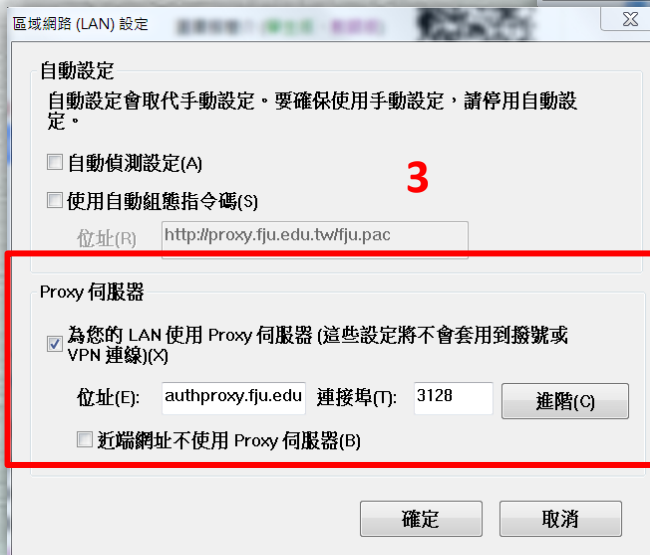 區域網路 (LAN) 設定
自動設定
自動設定會取代手動設定。要確保使用手動設定，請停用自動設
定。
自動偵測設定(A)
3
使用自動組態指令碼(S)
位址(R) http://proxy.fju.edu.tw/fju.pac
Proxy 伺服器
為您的 LAN 使用 Proxy 伺服器 (這些設定將不會套用到撥號或
VPN 連線)(X)
位址(E): authproxy.fju.edu 連接埠(T): 3128 進階(C)
近端網址不使用 Proxy 伺服器(B)
確定 取消